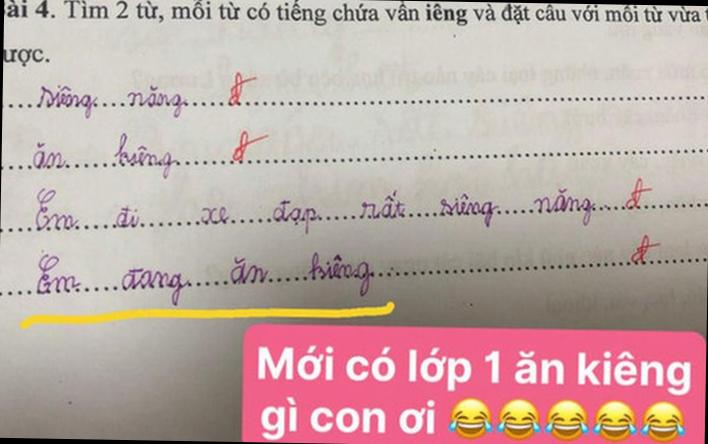 ài 4. Tìm 2 từ, mỗi từ có tiếng chứa vần iêng và đặt câu với mỗi từ vừa t
ược.
siêng năng đ
ăn kiêng đ
Em đi xe đạp rất siêng năng đ
Em đang ăn kiêng đ
Mới có lớp 1 ăn kiêng
gì con ơi 😂😂😂😂😂